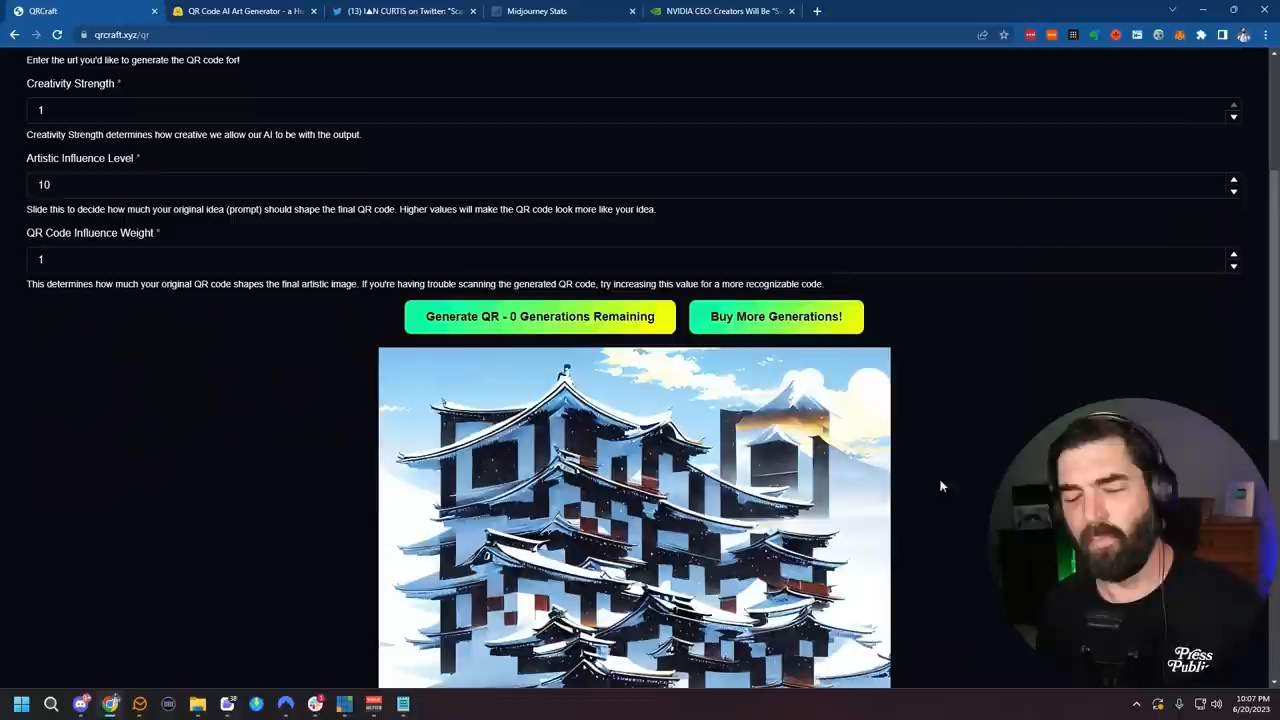 QRCraft
QR Code AI Art Generator - a Hu
(13) I▲N CURTIS on Twitter: "Sca
Midjourney Stats
NVIDIA CEO: Creators Will Be "S
qrcraft.xyz/qr
Enter the url you'd like to generate the QR code for!
Creativity Strength *
1
Creativity Strength determines how creative we allow our AI to be with the output.
Artistic Influence Level *
10
Slide this to decide how much your original idea (prompt) should shape the final QR code. Higher values will make the QR code look more like your idea.
QR Code Influence Weight *
1
This determines how much your original QR code shapes the final artistic image. If you're having trouble scanning the generated QR code, try increasing this value for a more recognizable code.
Generate QR - 0 Generations Remaining
Buy More Generations!
Press
Public
10:07 PM
6/20/2023